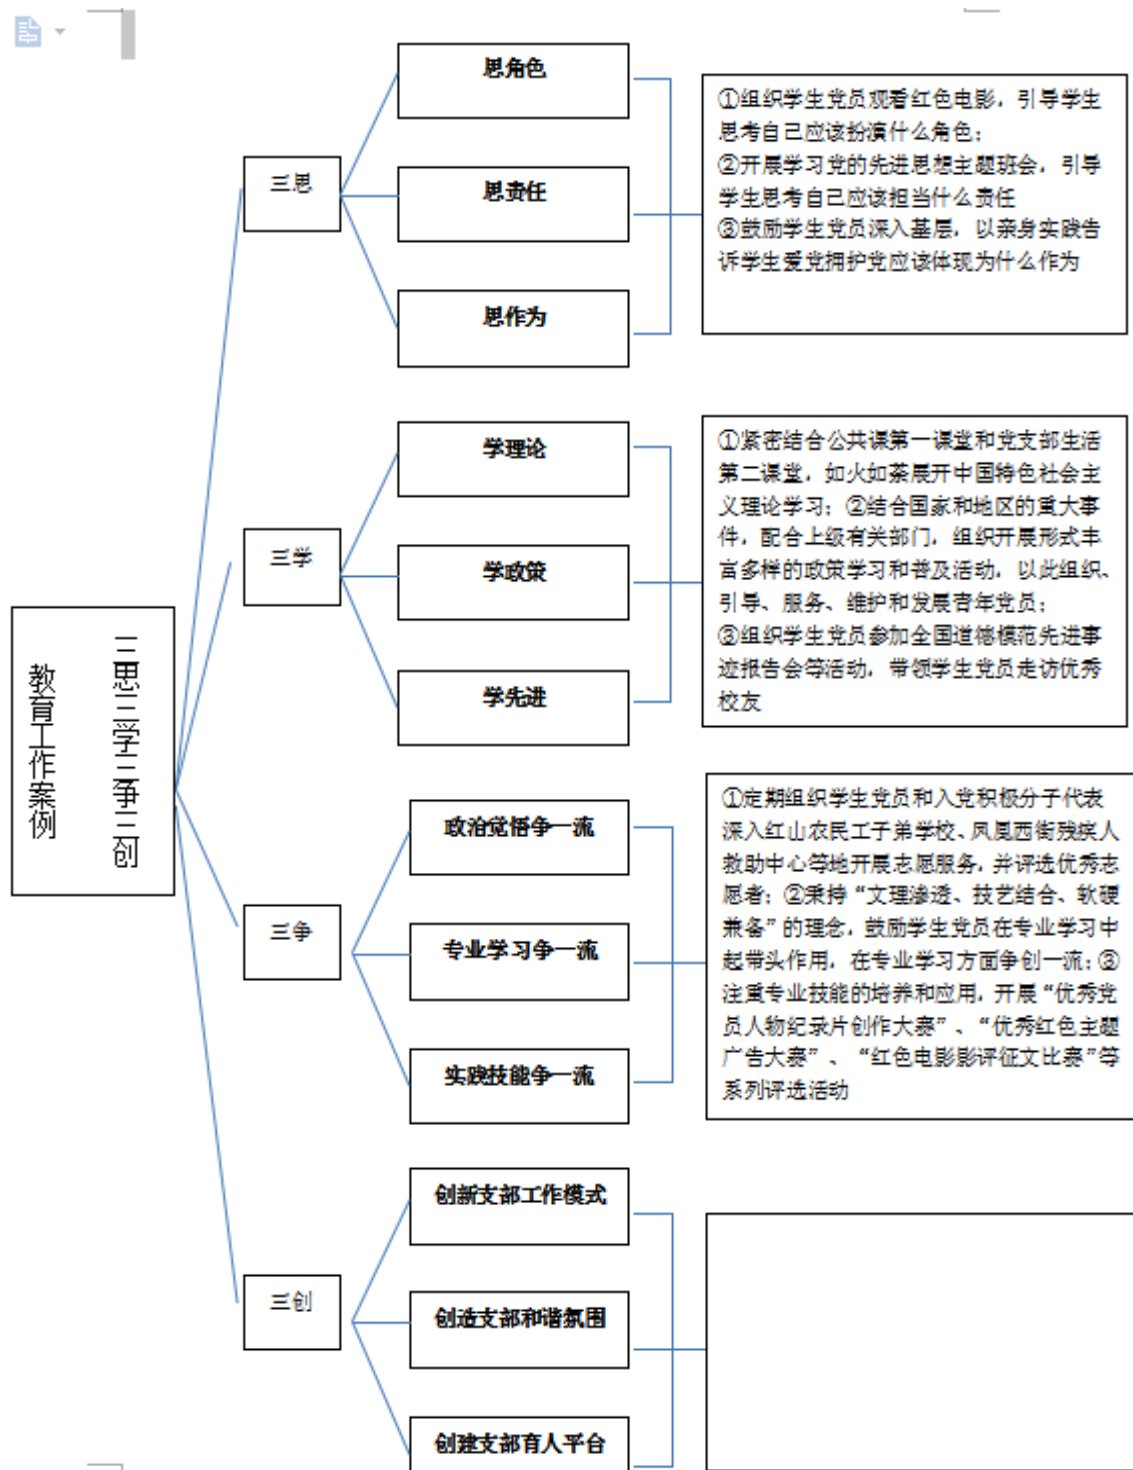 三思三学三争三创
教育工作案例
三思
思角色
思责任
思作为
①组织学生党员观看红色电影，引导学生
思考自己应该扮演什么角色；
②开展学习党的先进思想主题班会，引导
学生思考自己应该担当什么责任
③鼓励学生党员深入基层，以亲身实践告
诉学生爱党拥护党应该体现为什么作为
三学
学理论
学政策
学先进
①紧密结合公共课第一课堂和党支部生活
第二课堂，如火如荼展开中国特色社会主
义理论学习；②结合国家和地区的重大事
件，配合上级有关部门，组织开展形式丰
富多样的政策学习和普及活动，以此组织、
引导、服务、维护和发展青年党员；
③组织学生党员参加全国道德模范先进事
迹报告会等活动，带领学生党员走访优秀
校友
三争
政治觉悟争一流
专业学习争一流
实践技能争一流
①定期组织学生党员和入党积极分子代表
深入红山农民工子弟学校、凤凰西街残疾人
救助中心等地开展志愿服务，并评选优秀志
愿者；②秉持“文理渗透、技艺结合、软硬
兼备”的理念，鼓励学生党员在专业学习中
起带头作用，在专业学习方面争创一流；③
注重专业技能的培养和应用，开展“优秀党
员人物纪录片创作大赛”、“优秀红色主题
广告大赛”、“红色电影影评征文比赛”等
系列评选活动
三创
创新支部工作模式
创造支部和谐氛围
创建支部育人平台